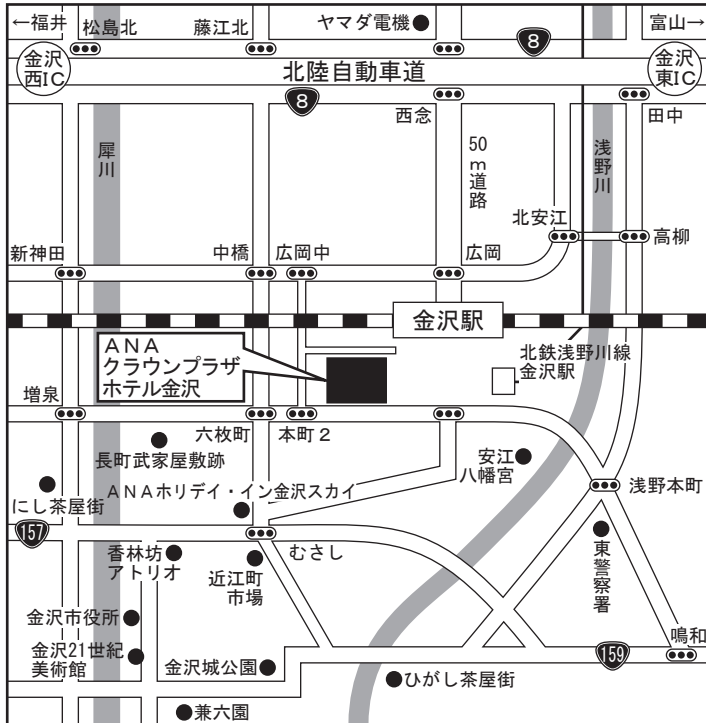 ←福井
松島北
藤江北
ヤマダ電機
富山→
8
金沢
西IC
北陸自動車道
金沢
東IC
8
西念
田中
犀川
50m道路
浅野川
北安江
新神田
中橋
広岡中
広岡
高柳
金沢駅
ANA
クラウンプラザ
ホテル金沢
北鉄浅野川線
金沢駅
増泉
六枚町
本町2
長町武家屋敷跡
安江
八幡宮
にし茶屋街
ANAホリデイ・イン金沢スカイ
浅野本町
157
香林坊
アトリオ
むさし
近江町
市場
東警察署
金沢市役所
鳴和
金沢21世紀
美術館
金沢城公園
159
ひがし茶屋街
兼六園